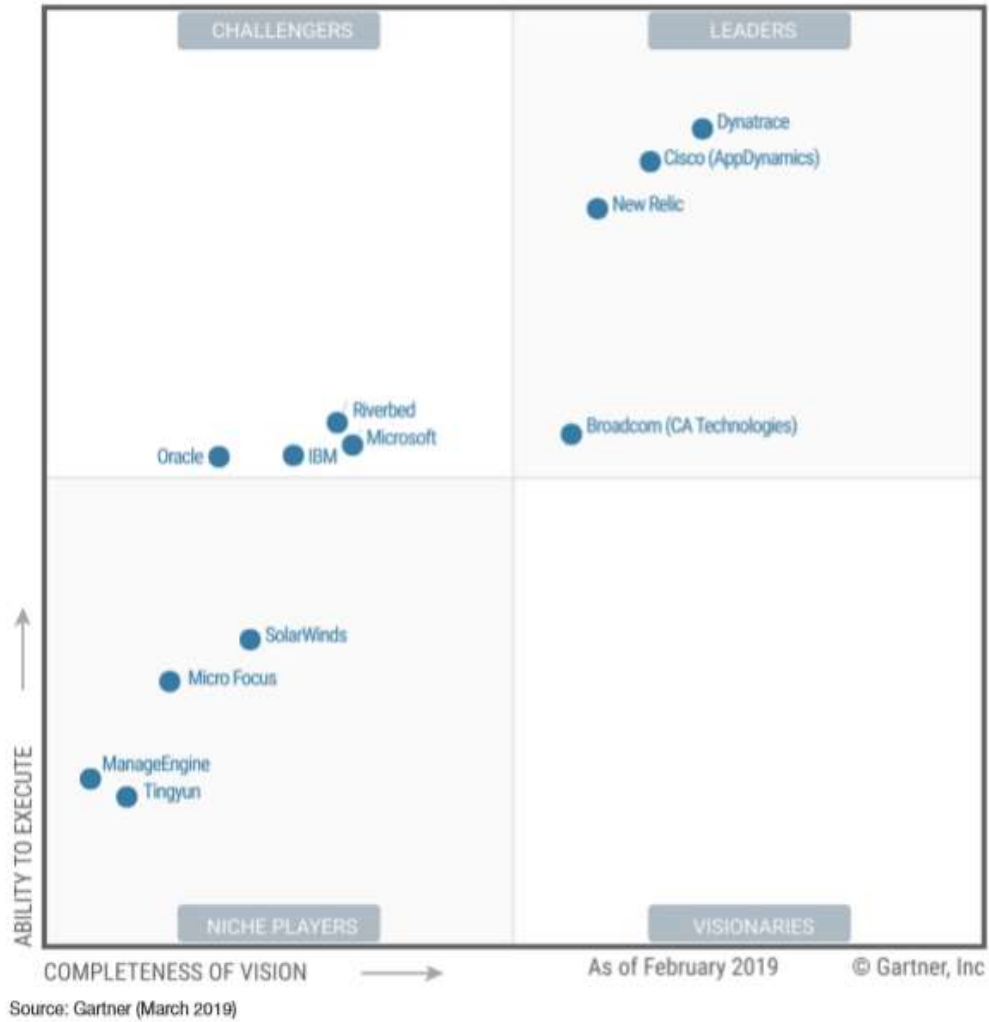 CHALLENGERS
LEADERS
Dynatrace
Cisco (AppDynamics)
New Relic
Riverbed
Microsoft
Oracle
IBM
Broadcom (CA Technologies)
SolarWinds
Micro Focus
ManageEngine
Tingyun
ABILITY TO EXECUTE
NICHE PLAYERS
VISIONARIES
COMPLETENESS OF VISION
As of February 2019
© Gartner, Inc
Source: Gartner (March 2019)